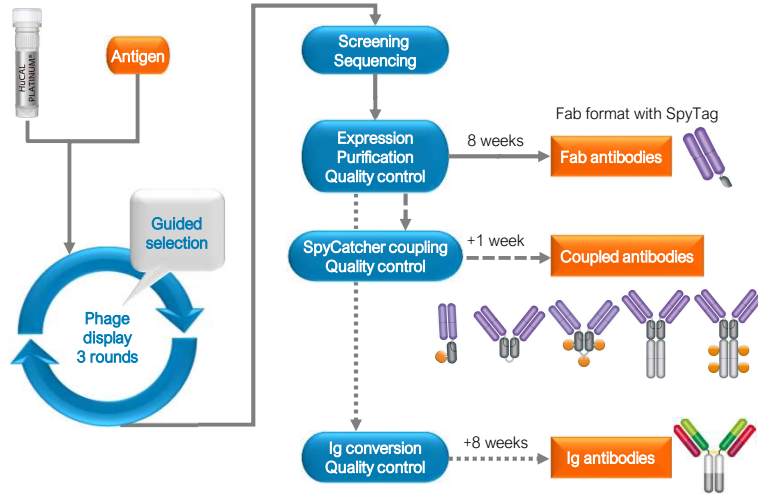 HuCAL
PLATINUM®
Antigen
Guided
selection
Phage
display
3 rounds
Screening
Sequencing
Expression
Purification
Quality control
8 weeks
Fab format with SpyTag
Fab antibodies
SpyCatcher coupling
Quality control
+1 week
Coupled antibodies
Ig conversion
Quality control
+8 weeks
Ig antibodies